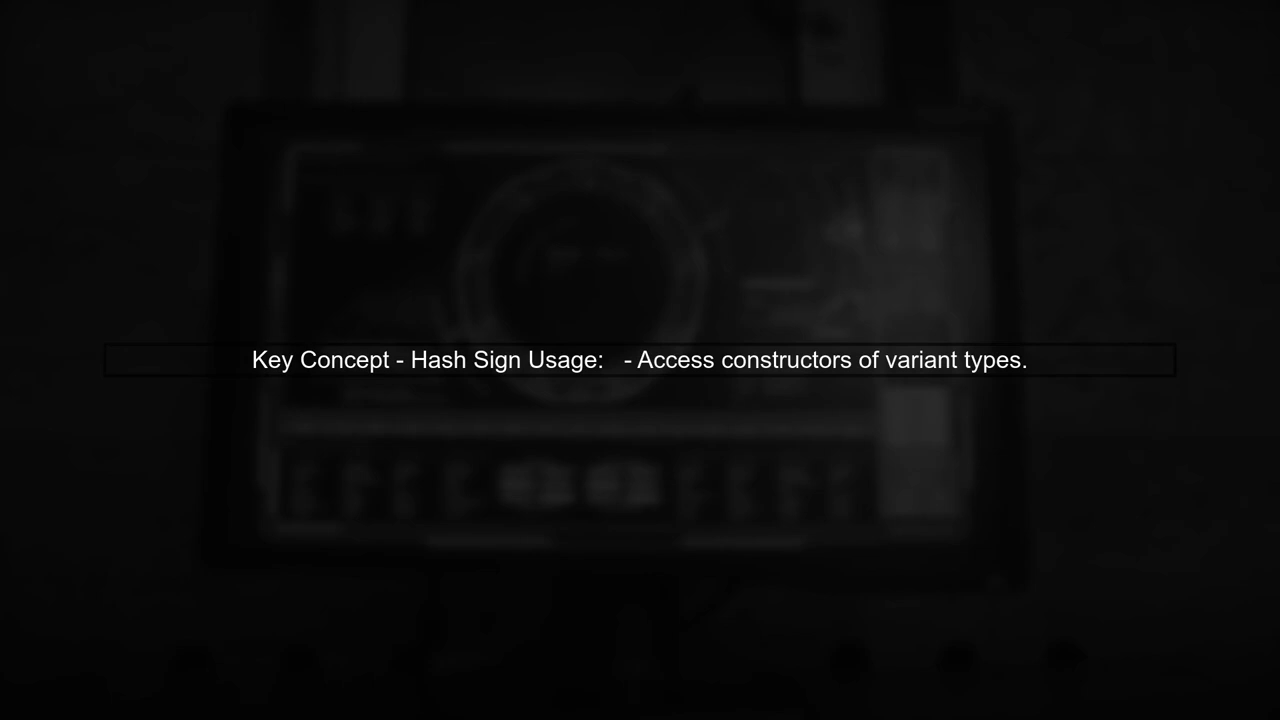 Key Concept - Hash Sign Usage:   - Access constructors of variant types.